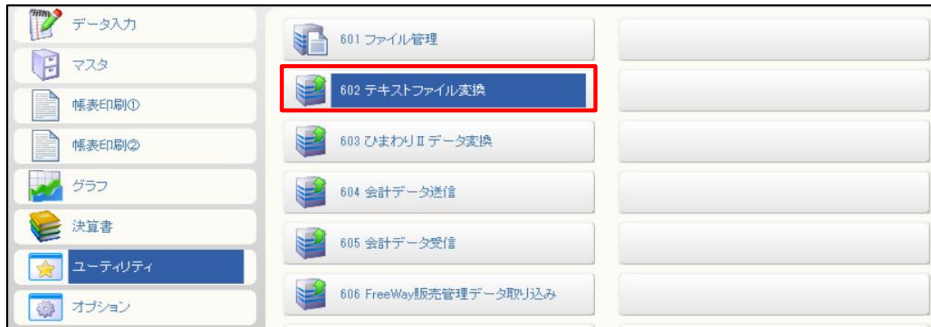 データ入力
マスタ
帳表印刷①
帳表印刷②
グラフ
決算書
ユーティリティ
オプション
601 ファイル管理
602 テキストファイル変換
603 ひまわりⅡデータ変換
604 会計データ送信
605 会計データ受信
606 FreeWay販売管理データ取り込み